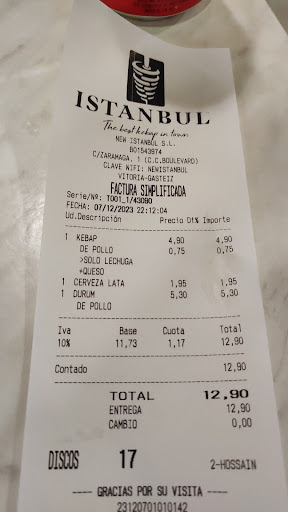 ISTANBUL
The best kebap in town
NEW ISTANBUL S.L.
B01543974
C/ZARAMAGA, 1 (C.C.BOULEVARD)
CLAVE WIFI: NEWISTANBUL
VITORIA-GASTEIZ
FACTURA SIMPLIFICADA
Serie/Nº: T001_1/43090
FECHA: 07/12/2023 22:12:04
Ud.Descripción Precio Dt% Importe
1 KEBAP 4,90 4,90
DE POLLO 0,75 0,75
>SOLO LECHUGA
+QUESO
1 CERVEZA LATA 1,95 1,95
1 DURUM 5,30 5,30
DE POLLO
Iva Base Cuota Total
10% 11,73 1,17 12,90
Contado 12,90
TOTAL 12,90
ENTREGA 12,90
CAMBIO 0,00
DISCOS 17 2-HOSSAIN
---- GRACIAS POR SU VISITA ----
23120701010142